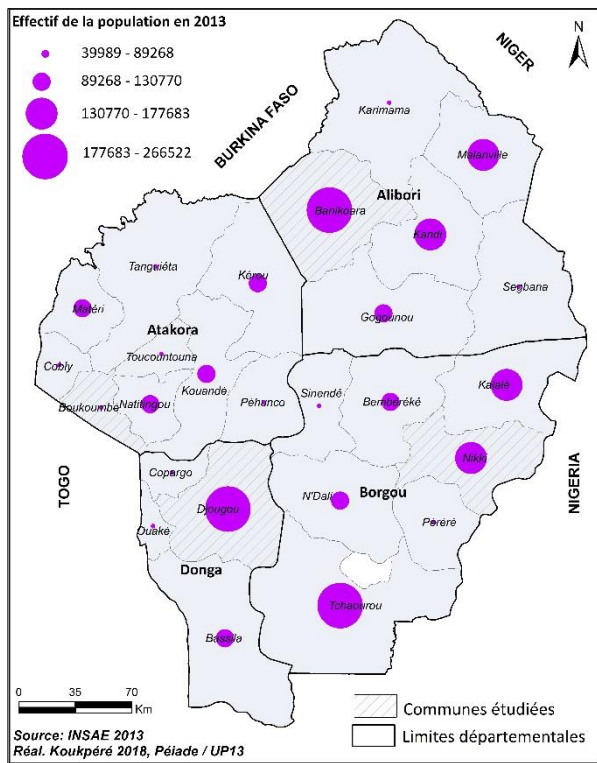 Effectif de la population en 2013
39989 - 89268
89268 - 130770
130770 - 177683
177683 - 266522
NIGER
N
BURKINA FASO
Karimama
Malanville
Alibori
Banikoara
Kandi
Tanguiéta
Kérou
Segbana
Matéri
Gogounou
Atakora
Toucountouna
Cobly
Kouandé
Boukoumbé
Natitingou
Péhunco
Sinendé
Bembéréké
Kalalé
Nikki
TOGO
Copargo
NIGERIA
Djougou
N'Dali
Borgou
Ouaké
Péréré
Donga
Tchaourou
Bassila
0 35 70
Km
Communes étudiées
Limites départementales
Source: INSAE 2013
Réal. Koukpéré 2018, Péiade / UP13